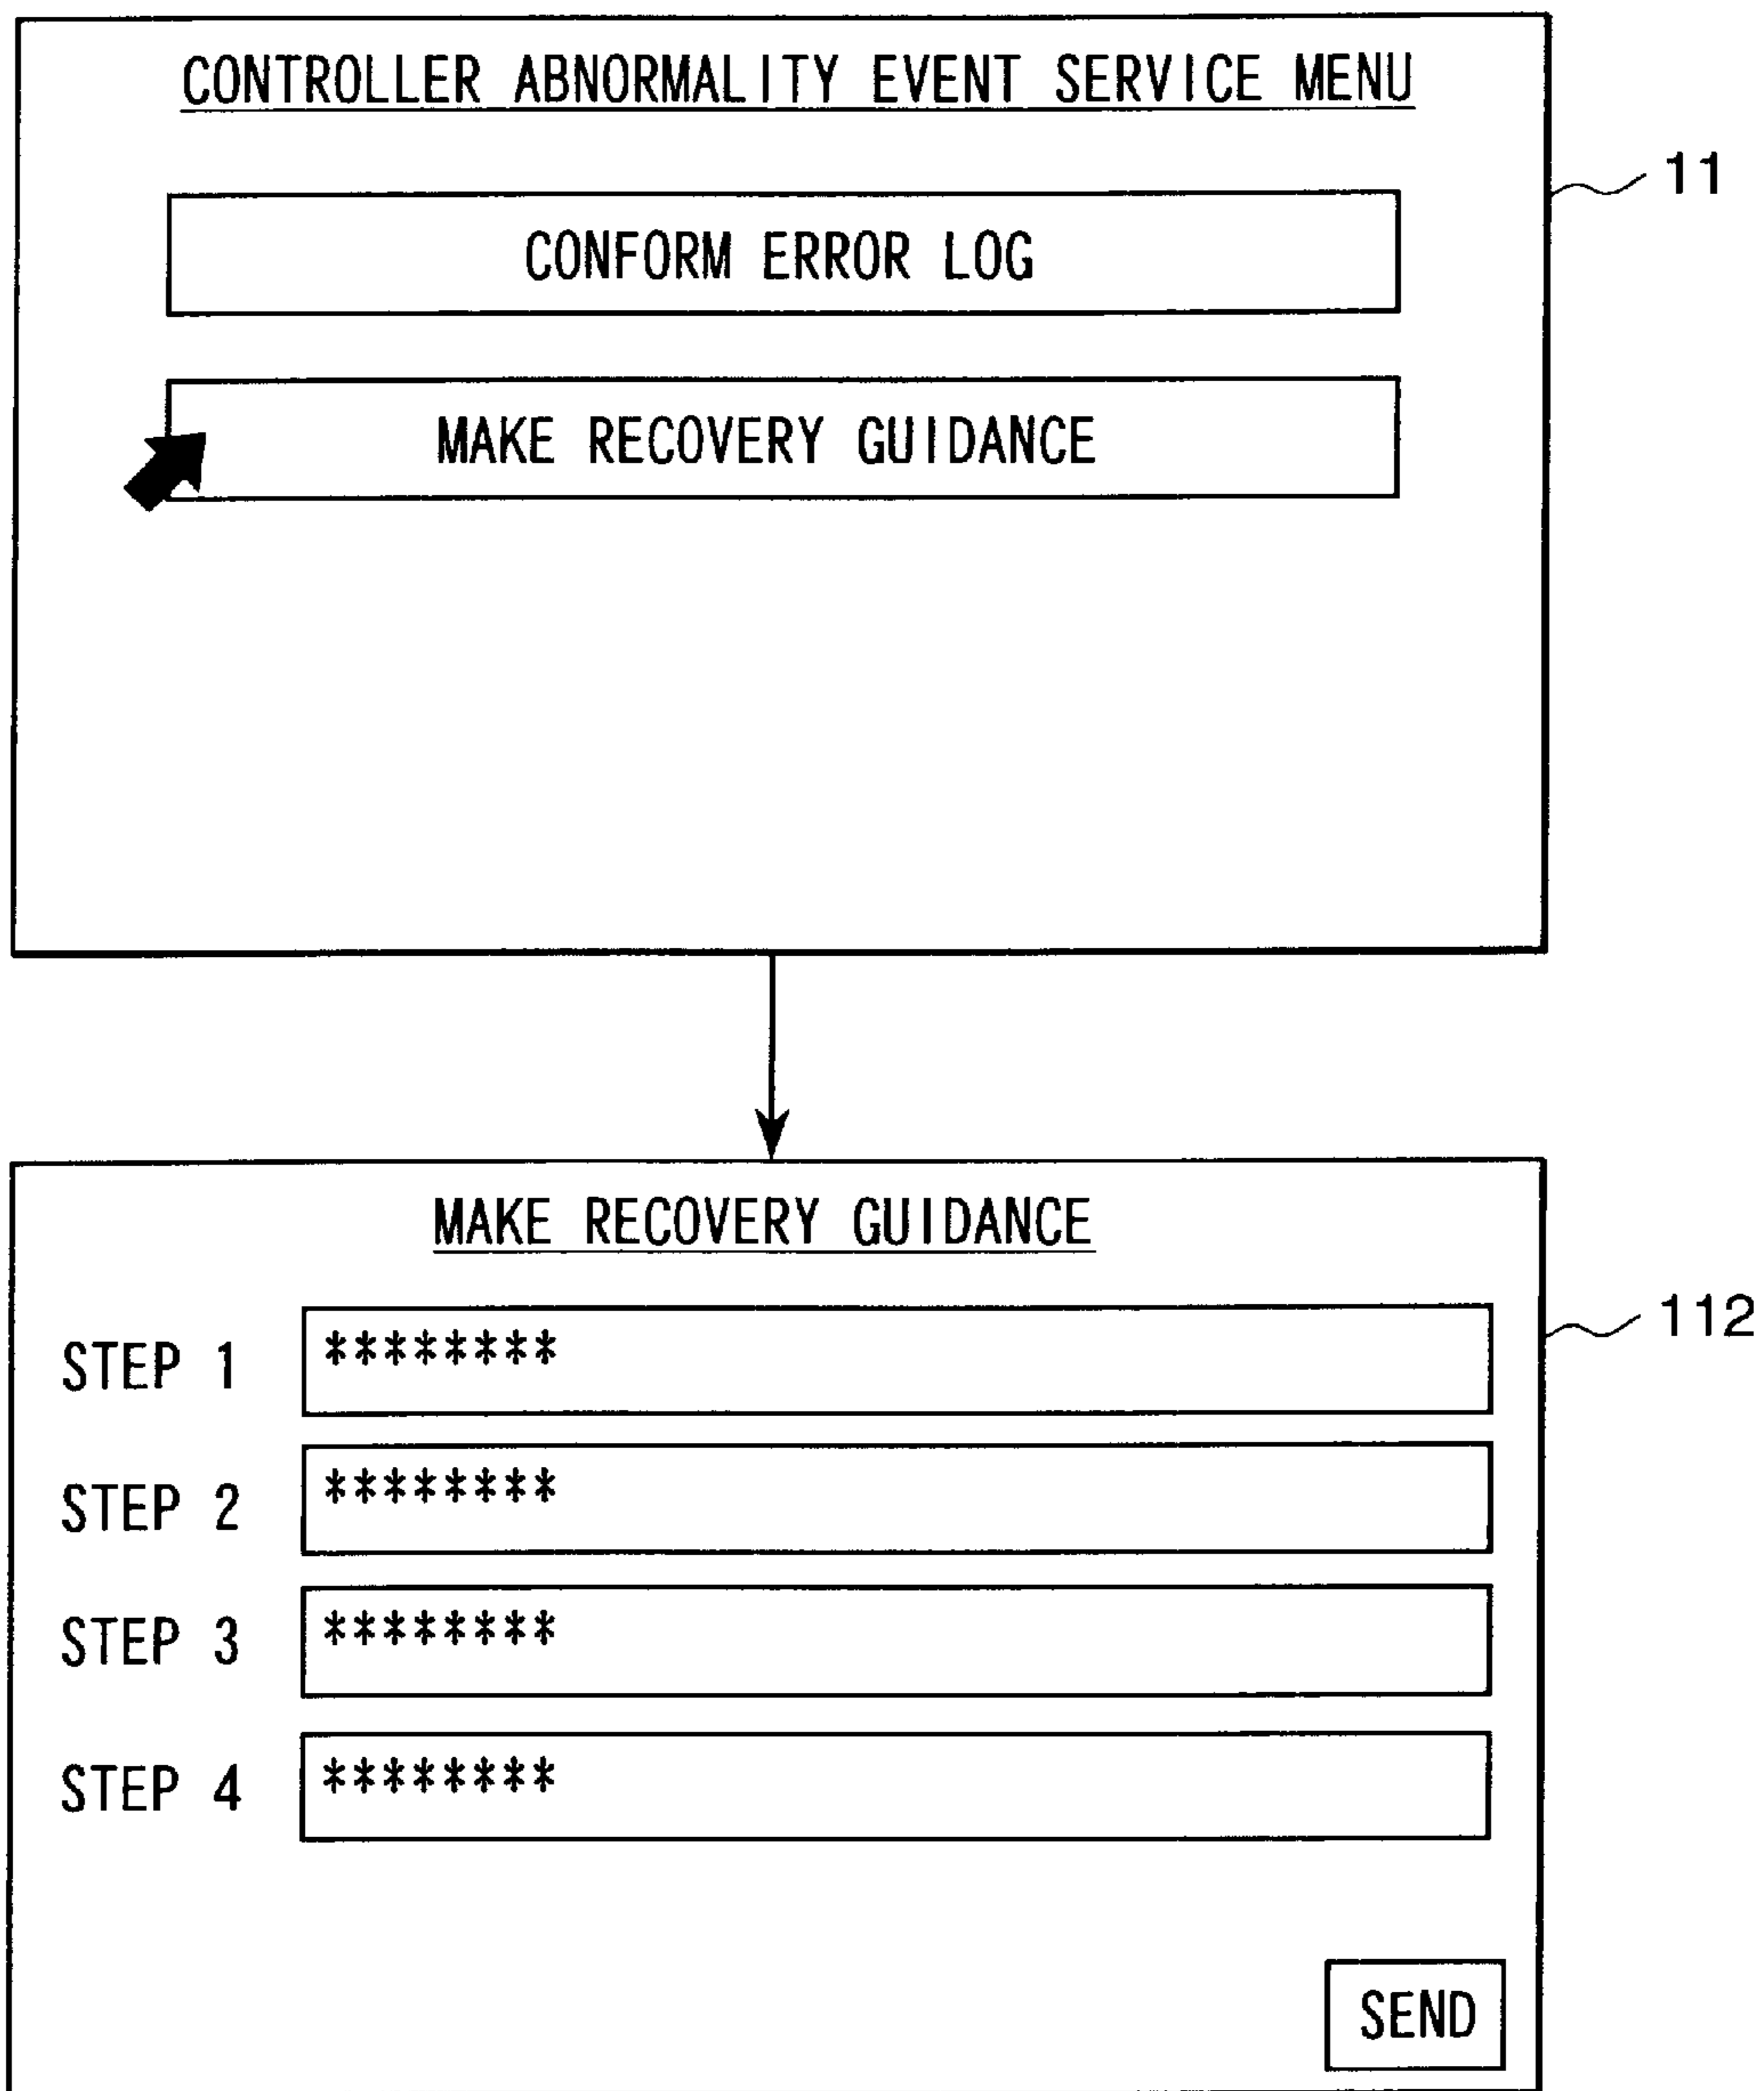 CONTROLLER ABNORMALITY EVENT SERVICE MENU
11
CONFORM ERROR LOG
MAKE RECOVERY GUIDANCE
MAKE RECOVERY GUIDANCE
112
STEP 1 ********
STEP 2 ********
STEP 3 ********
STEP 4 ********
SEND